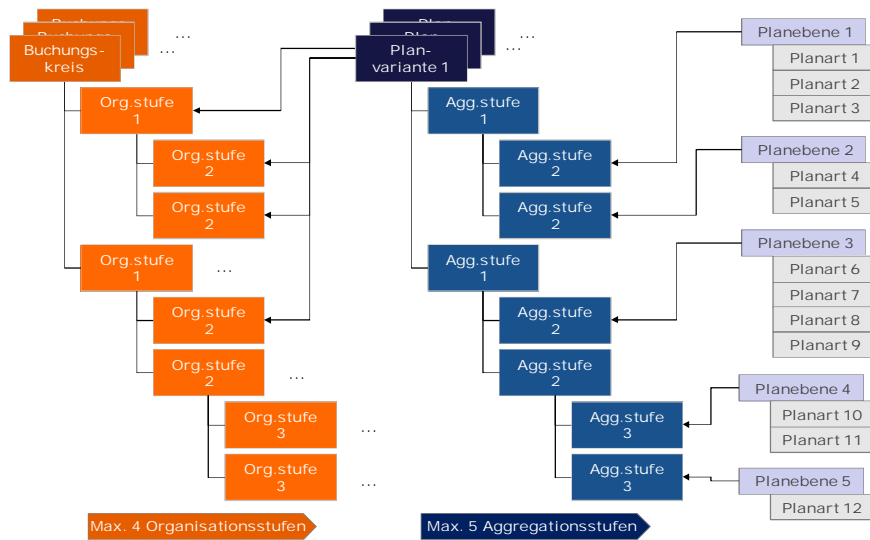 Buchungs-
Buchungs-
Buchungs-
kreis
...
...
Org.stufe
1
Org.stufe
2
Org.stufe
2
Org.stufe
1
...
Org.stufe
2
Org.stufe
2
...
Org.stufe
3
...
Org.stufe
3
...
Max. 4 Organisationsstufen
Plan-
Plan-
Plan-
variante 1
...
...
Agg.stufe
1
Agg.stufe
2
Agg.stufe
2
Agg.stufe
1
Agg.stufe
2
Agg.stufe
2
Agg.stufe
3
Agg.stufe
3
Max. 5 Aggregationsstufen
Planebene 1
Planart 1
Planart 2
Planart 3
Planebene 2
Planart 4
Planart 5
Planebene 3
Planart 6
Planart 7
Planart 8
Planart 9
Planebene 4
Planart 10
Planart 11
Planebene 5
Planart 12